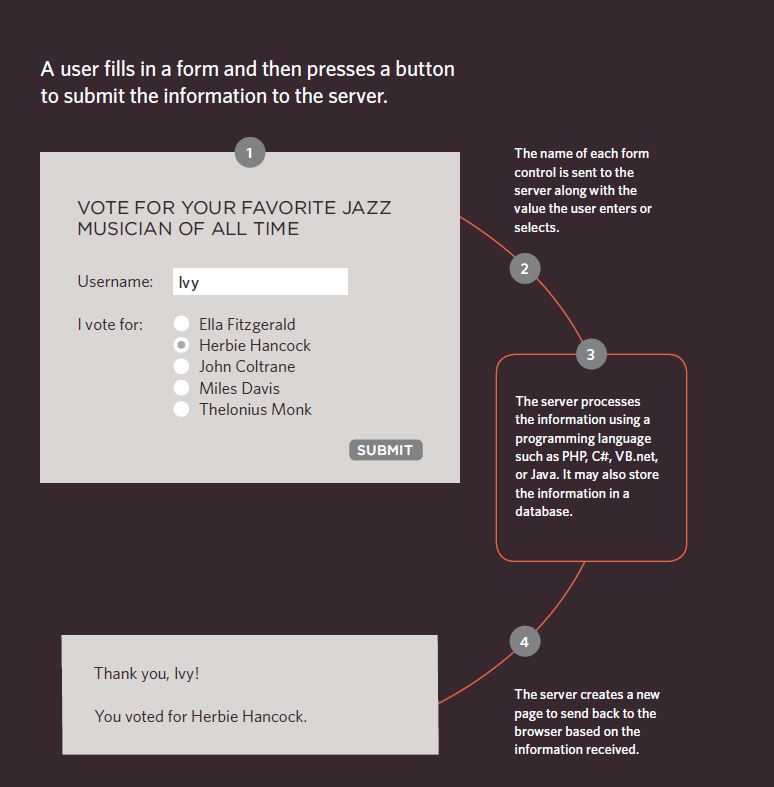 A user fills in a form and then presses a button
to submit the information to the server.
1
VOTE FOR YOUR FAVORITE JAZZ
MUSICIAN OF ALL TIME
Username: Ivy
I vote for: Ella Fitzgerald
Herbie Hancock
John Coltrane
Miles Davis
Thelonius Monk
SUBMIT
The name of each form
control is sent to the
server along with the
value the user enters or
selects.
2
3
The server processes
the information using a
programming language
such as PHP, C#, VB.net,
or Java. It may also store
the information in a
database.
4
The server creates a new
page to send back to the
browser based on the
information received.
Thank you, Ivy!
You voted for Herbie Hancock.